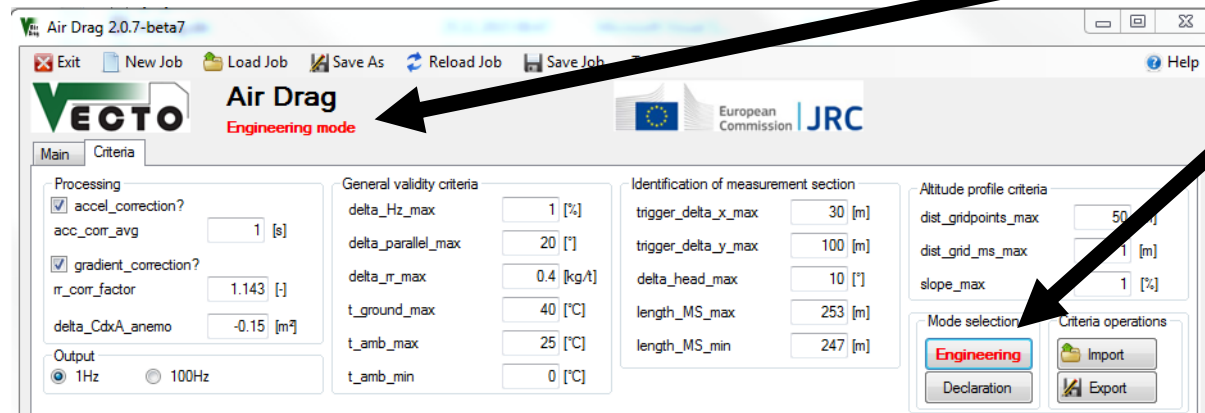 Air Drag 2.0.7-beta7
Exit New Job Load Job Save As Reload Job Save Job Help
VECTO
Air Drag
Engineering mode
European
Commission JRC
Main Criteria
Processing
accel_correction?
acc_corr_avg 1 [s]
gradient_correction?
rr_corr_factor 1.143 [-]
delta_CdxA_anemo -0.15 [m²]
Output
1Hz 100Hz
General validity criteria
delta_Hz_max 1 [%]
delta_parallel_max 20 [°]
delta_rr_max 0.4 [kg/t]
t_ground_max 40 [°C]
t_amb_max 25 [°C]
t_amb_min 0 [°C]
Identification of measurement section
trigger_delta_x_max 30 [m]
trigger_delta_y_max 100 [m]
delta_head_max 10 [°]
length_MS_max 253 [m]
length_MS_min 247 [m]
Altitude profile criteria
dist_gridpoints_max 50
dist_grid_ms_max 1 [m]
slope_max 1 [%]
Mode selection
Engineering
Declaration
Criteria operations
Import
Export